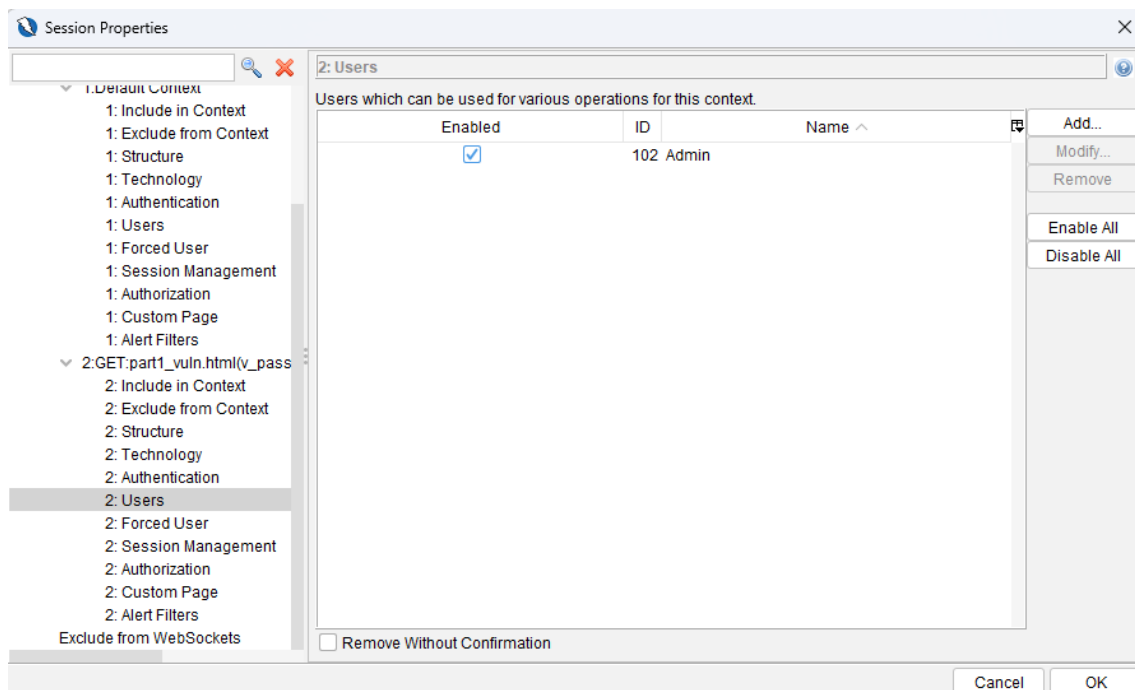 Session Properties
2: Users
Users which can be used for various operations for this context.
1:Default Context
1: Include in Context
1: Exclude from Context
1: Structure
1: Technology
1: Authentication
1: Users
1: Forced User
1: Session Management
1: Authorization
1: Custom Page
1: Alert Filters
2:GET:part1_vuln.html(v_pass
2: Include in Context
2: Exclude from Context
2: Structure
2: Technology
2: Authentication
2: Users
2: Forced User
2: Session Management
2: Authorization
2: Custom Page
2: Alert Filters
Exclude from WebSockets
Enabled ID Name
102 Admin
Add...
Modify...
Remove
Enable All
Disable All
Remove Without Confirmation
Cancel OK